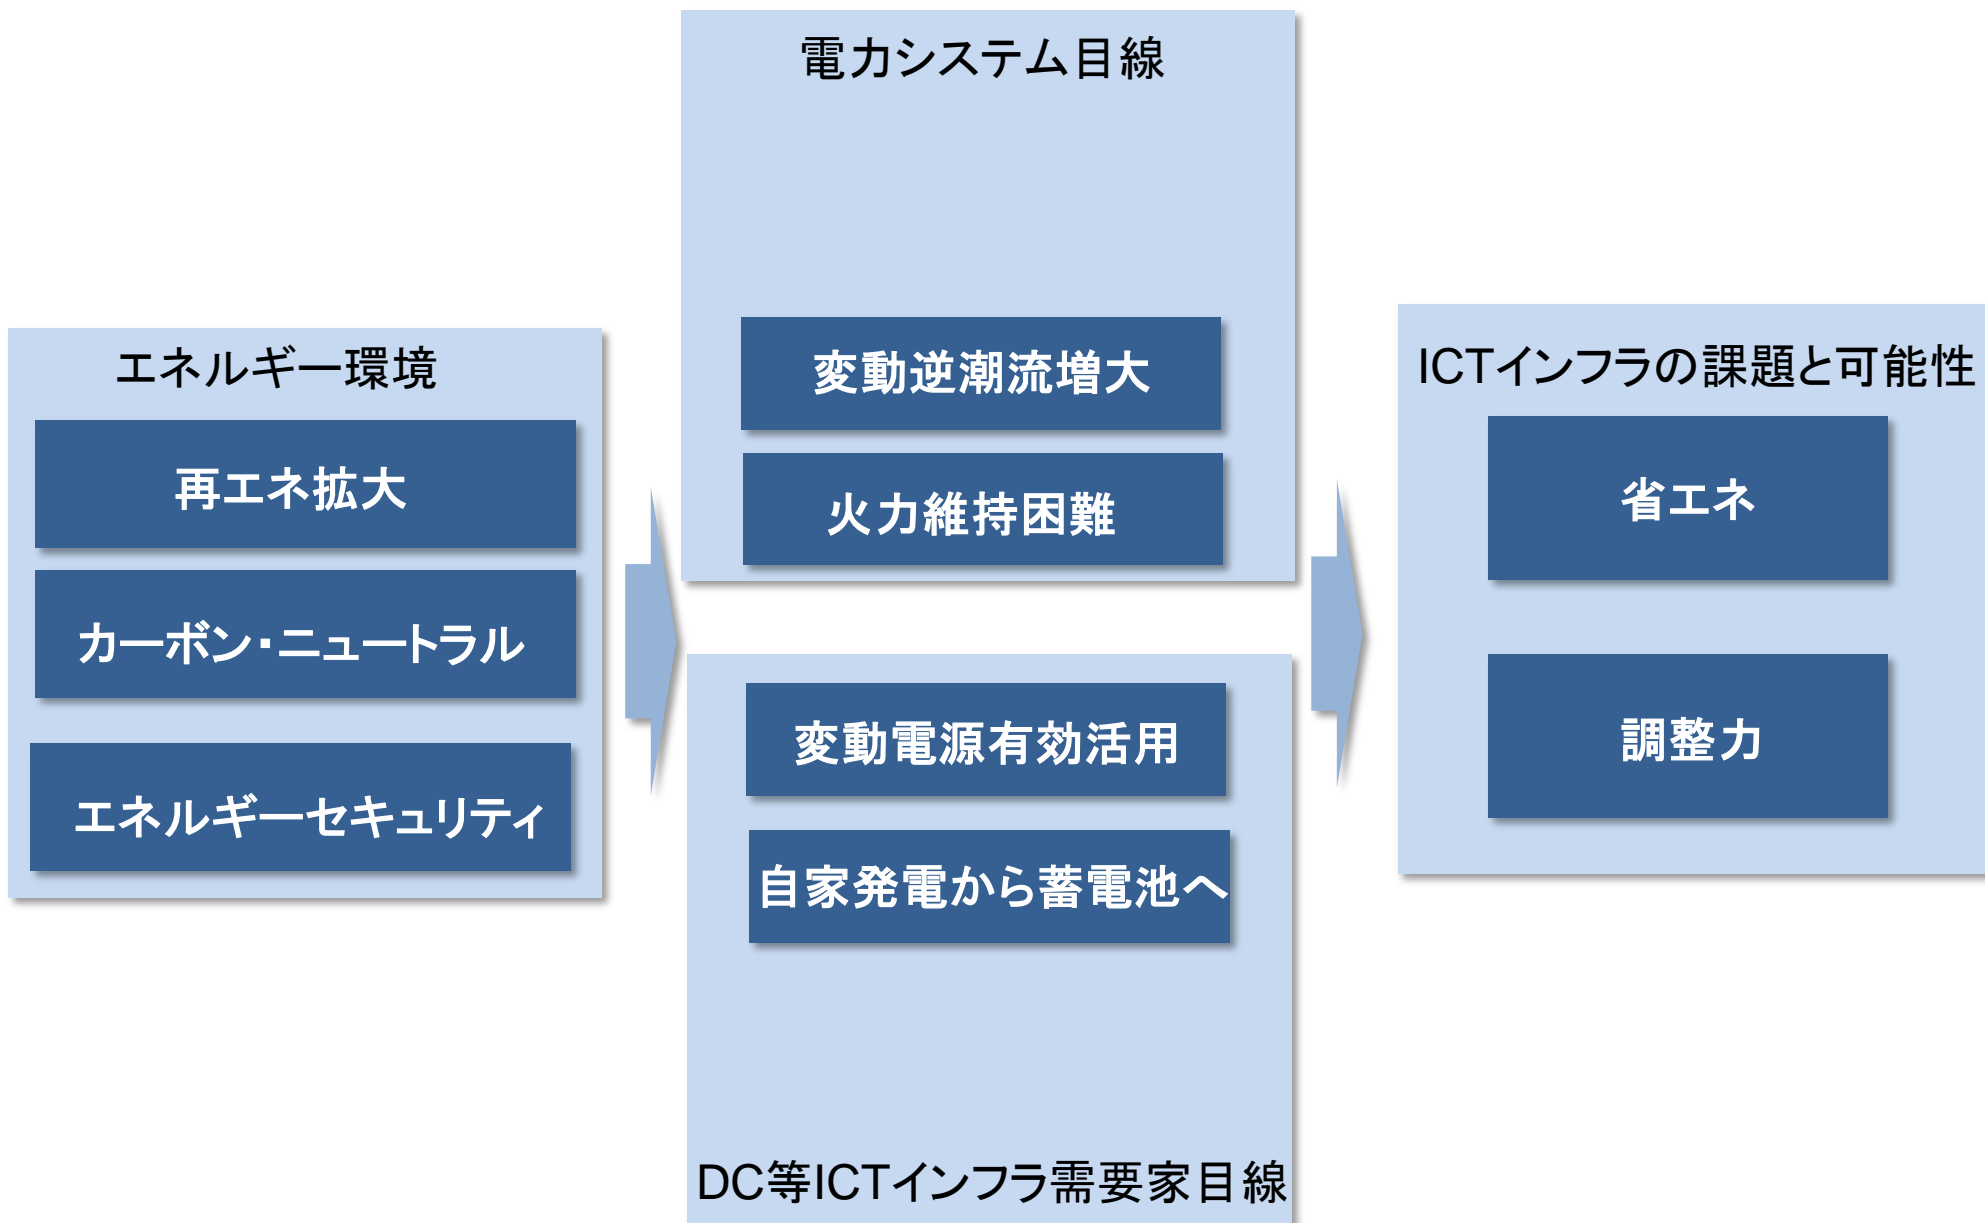 エネルギー環境
再エネ拡大
カーボン・ニュートラル
エネルギーセキュリティ
電力システム目線
変動逆潮流増大
火力維持困難
変動電源有効活用
自家発電から蓄電池へ
DC等ICTインフラ需要家目線
ICTインフラの課題と可能性
省エネ
調整力